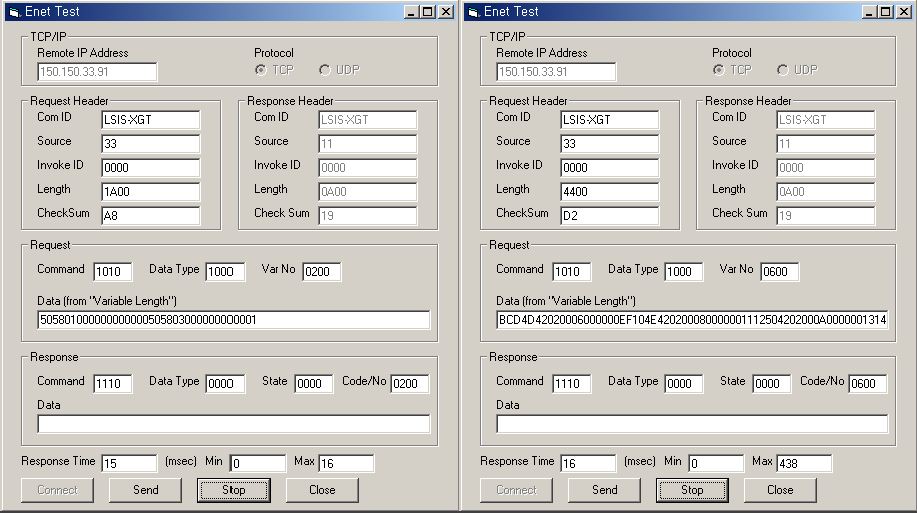 Enet Test
TCP/IP
Remote IP Address
Protocol
150.150.33.91
TCP
UDP
Request Header
Com ID LSIS-XGT
Source 33
Invoke ID 0000
Length 1A00
CheckSum A8
Response Header
Com ID LSIS-XGT
Source 11
Invoke ID 0000
Length 0A00
Check Sum 19
Request
Command 1010 Data Type 1000 Var No 0200
Data (from "Variable Length")
Response
Command 1110 Data Type 0000 State 0000 Code/No 0200
Data
Response Time 15 (msec) Min 0 Max 16
Connect Send Stop Close
Enet Test
TCP/IP
Remote IP Address
Protocol
150.150.33.91
TCP
UDP
Request Header
Com ID LSIS-XGT
Source 33
Invoke ID 0000
Length 4400
CheckSum D2
Response Header
Com ID LSIS-XGT
Source 11
Invoke ID 0000
Length 0A00
Check Sum 19
Request
Command 1010 Data Type 1000 Var No 0600
Data (from "Variable Length")
BCD4D42020006000000EF104E4202000800000011125042020​00A0000001314
Response
Command 1110 Data Type 0000 State 0000 Code/No 0600
Data
Response Time 16 (msec) Min 0 Max 438
Connect Send Stop Close